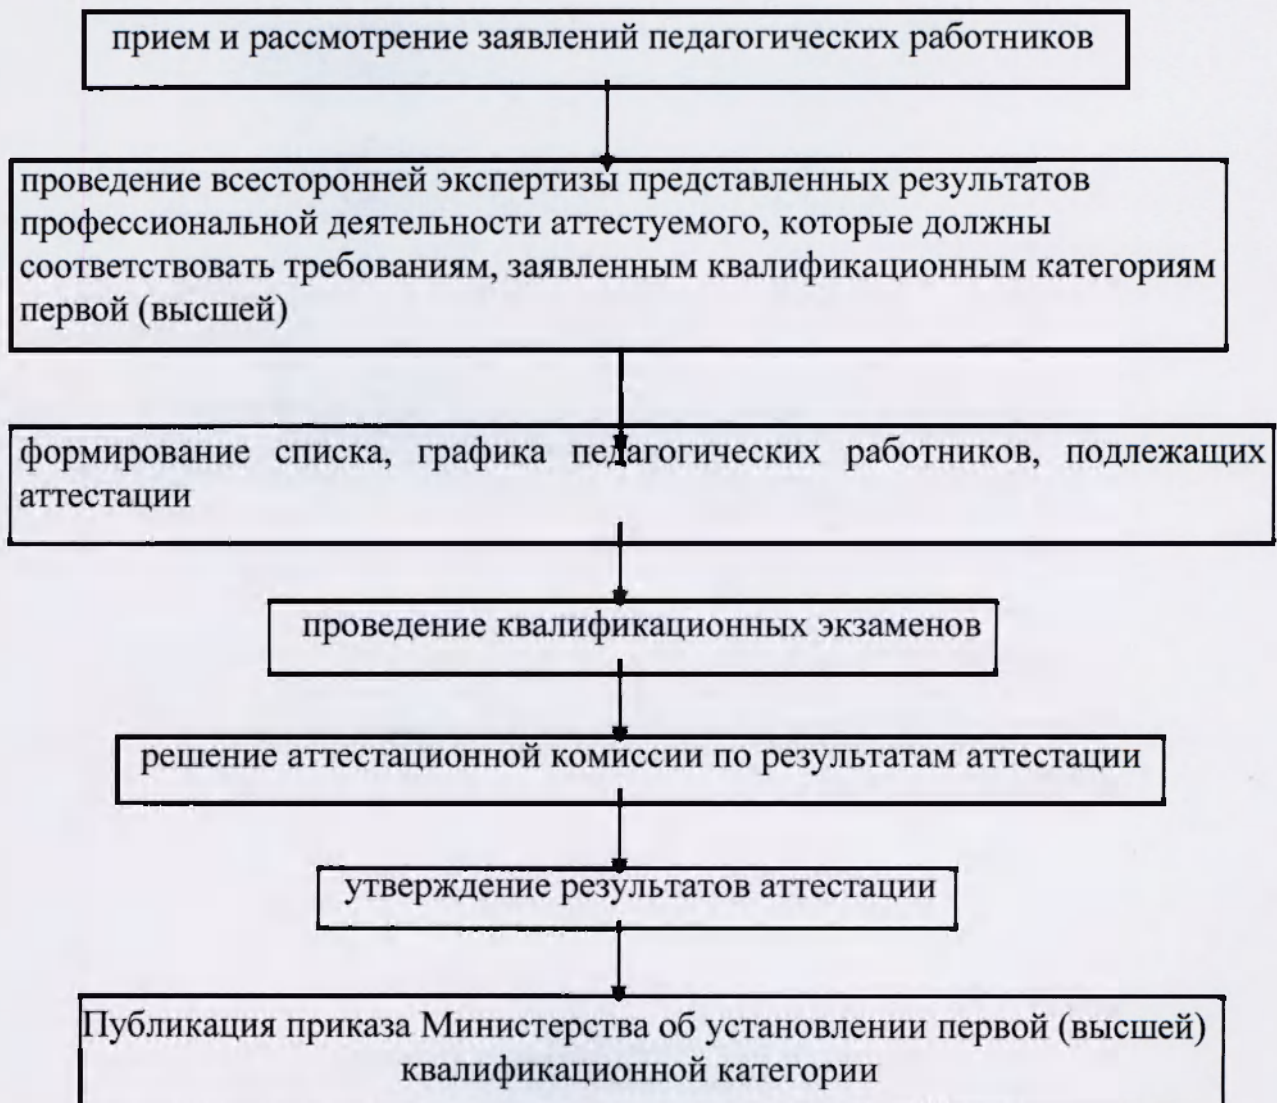 прием и рассмотрение заявлений педагогических работников
проведение всесторонней экспертизы представленных результатов
профессиональной деятельности аттестуемого, которые должны
соответствовать требованиям, заявленным квалификационным категориям
первой (высшей)
формирование списка, графика педагогических работников, подлежащих
аттестации
проведение квалификационных экзаменов
решение аттестационной комиссии по результатам аттестации
утверждение результатов аттестации
Публикация приказа Министерства об установлении первой (высшей)
квалификационной категории